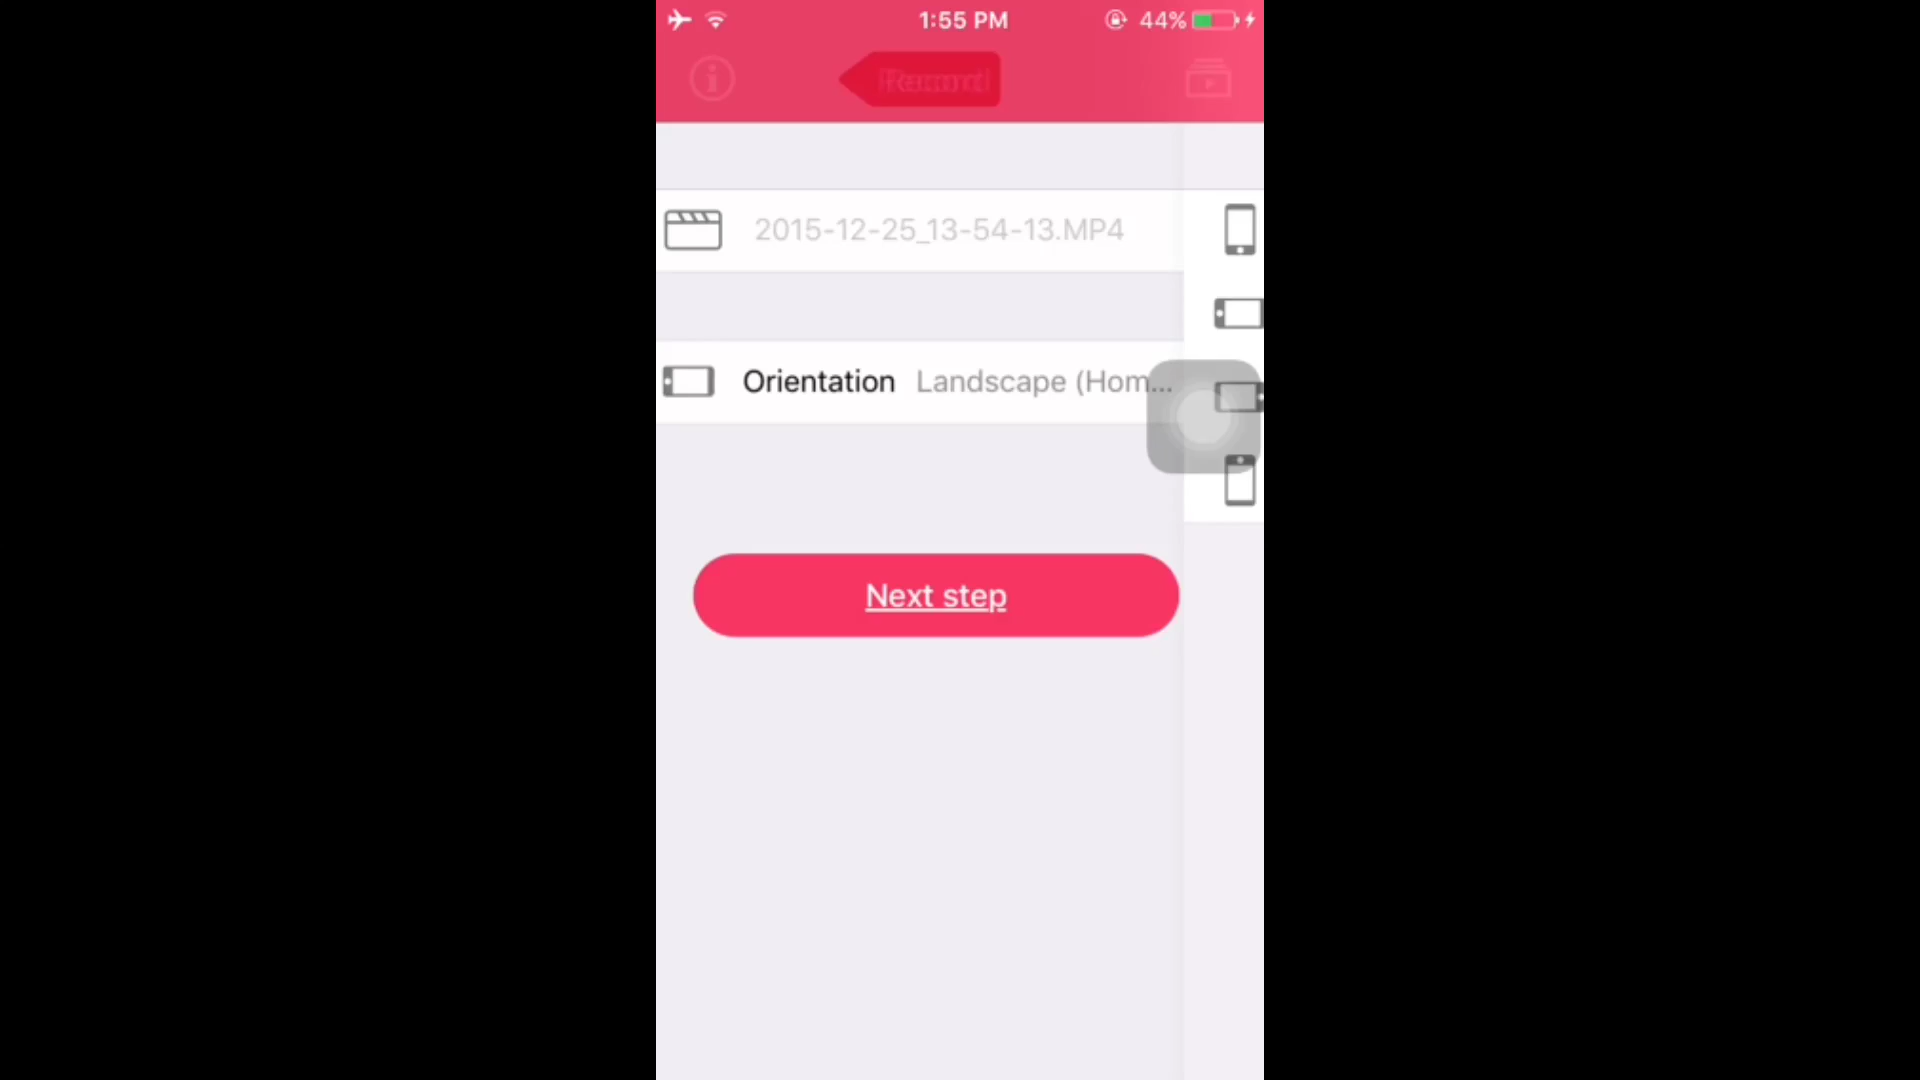 1:55 PM
44%
2015-12-25_13-54-13.MP4
Orientation Landscape (Hom...
Next step